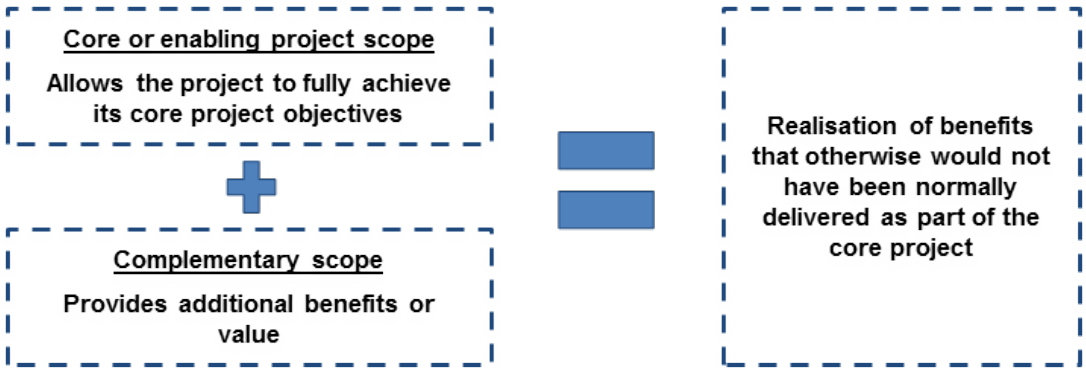 Core or enabling project scope
Allows the project to fully achieve
its core project objectives
Complementary scope
Provides additional benefits or
value
Realisation of benefits
that otherwise would not
have been normally
delivered as part of the
core project